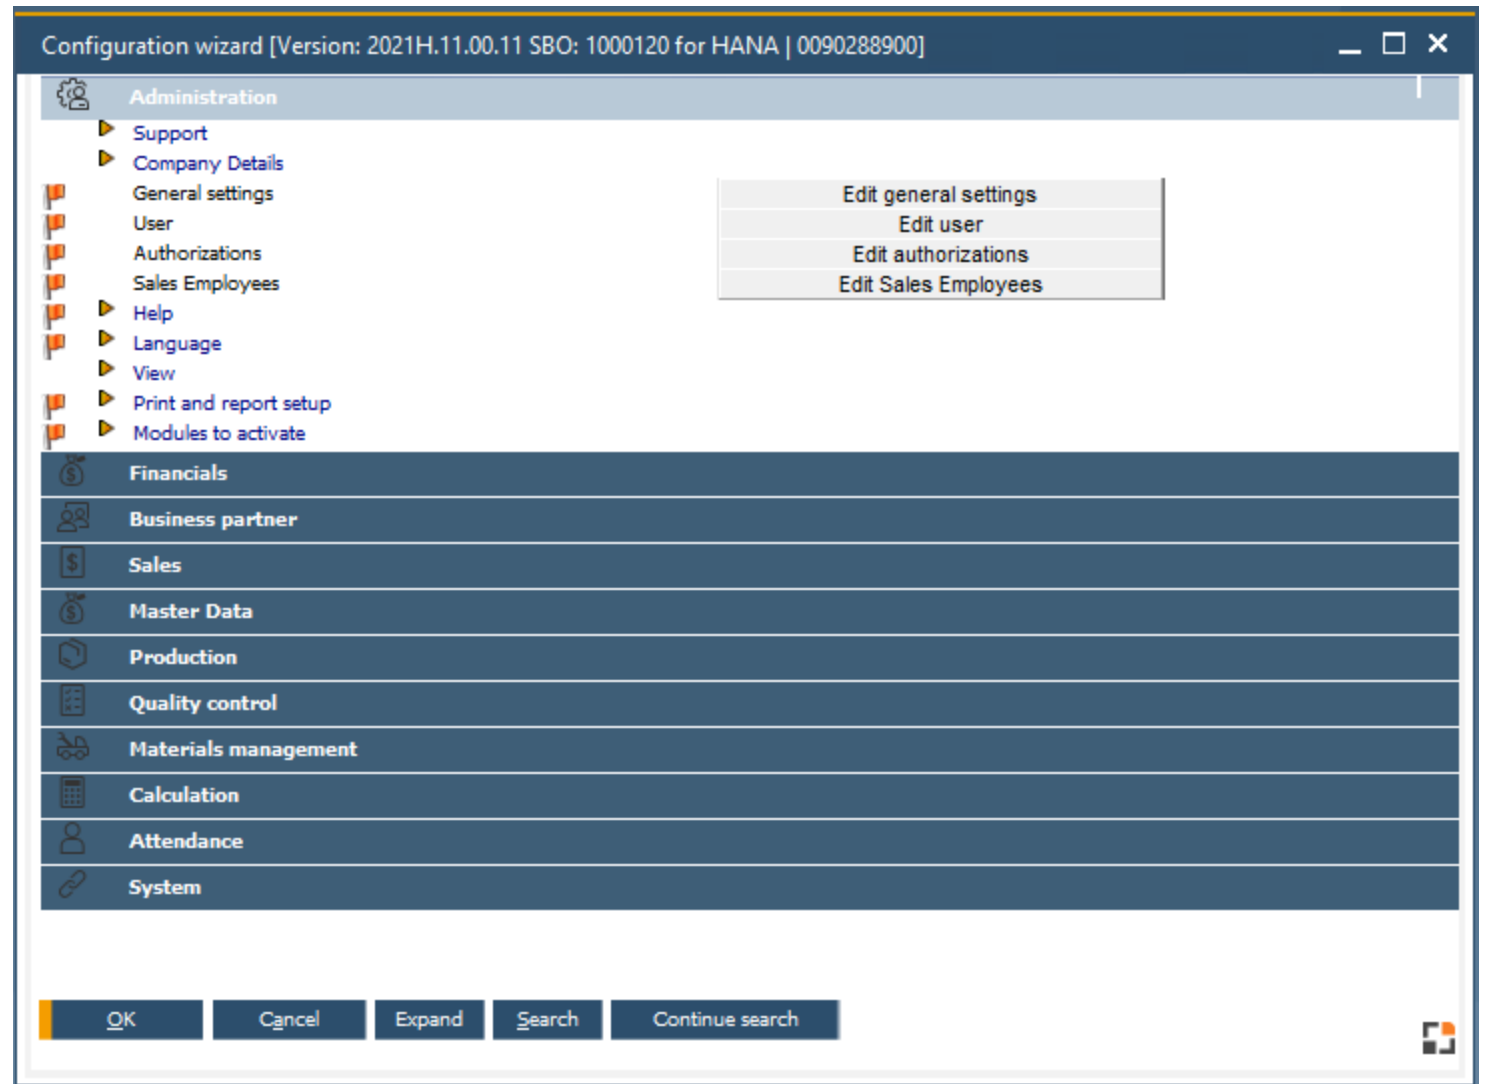 Configuration wizard [Version: 2021H.11.00.11 SBO: 1000120 for HANA | 0090288900]
Administration
Support
Company Details
General settings Edit general settings
User Edit user
Authorizations Edit authorizations
Sales Employees Edit Sales Employees
Help
Language
View
Print and report setup
Modules to activate
Financials
Business partner
Sales
Master Data
Production
Quality control
Materials management
Calculation
Attendance
System
OK Cancel Expand Search Continue search